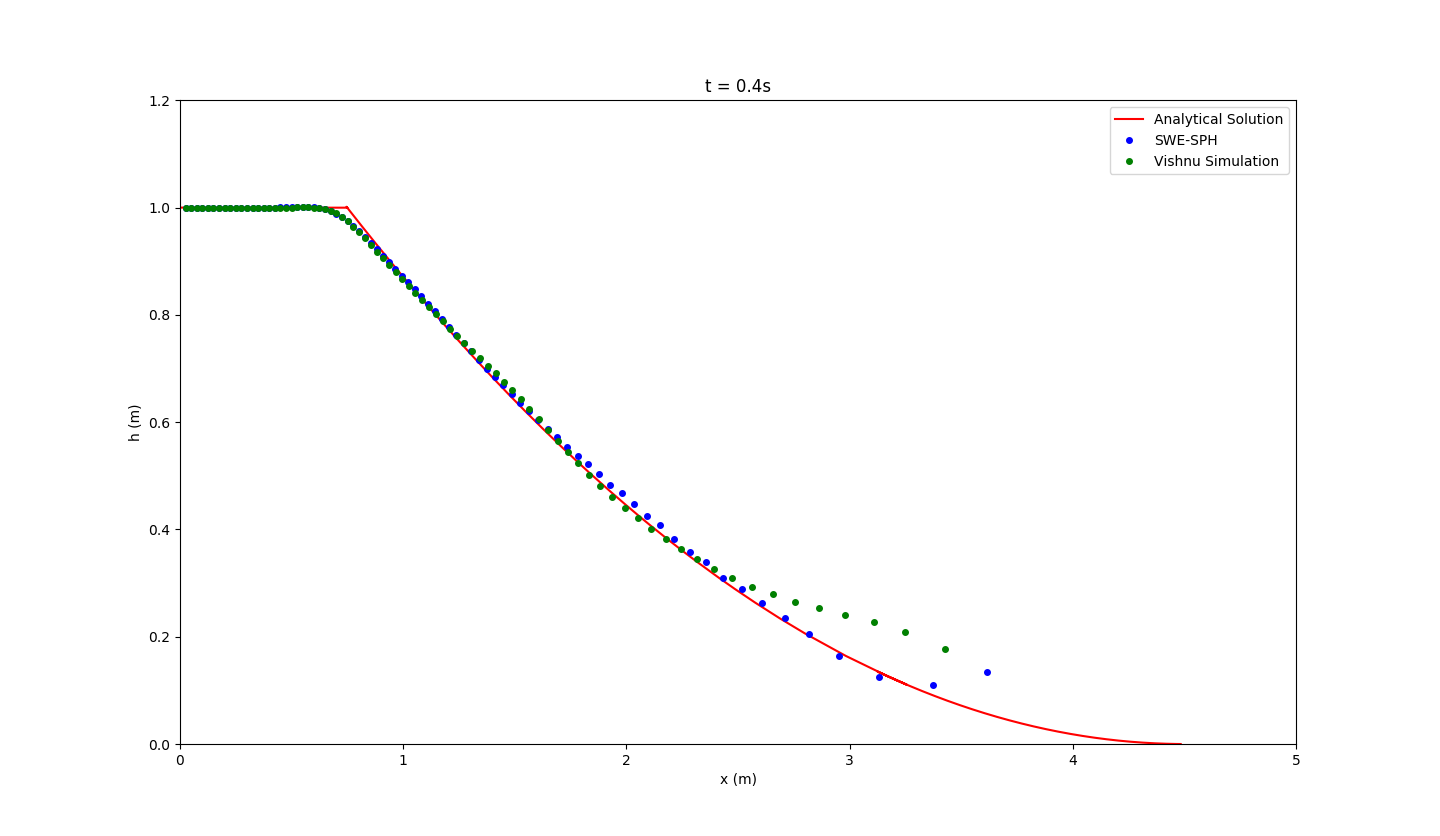 t = 0.4s
Analytical Solution
SWE-SPH
Vishnu Simulation
1.2
1.0
0.8
0.6
0.4
0.2
0.0
h (m)
0 1 2 3 4 5
x (m)